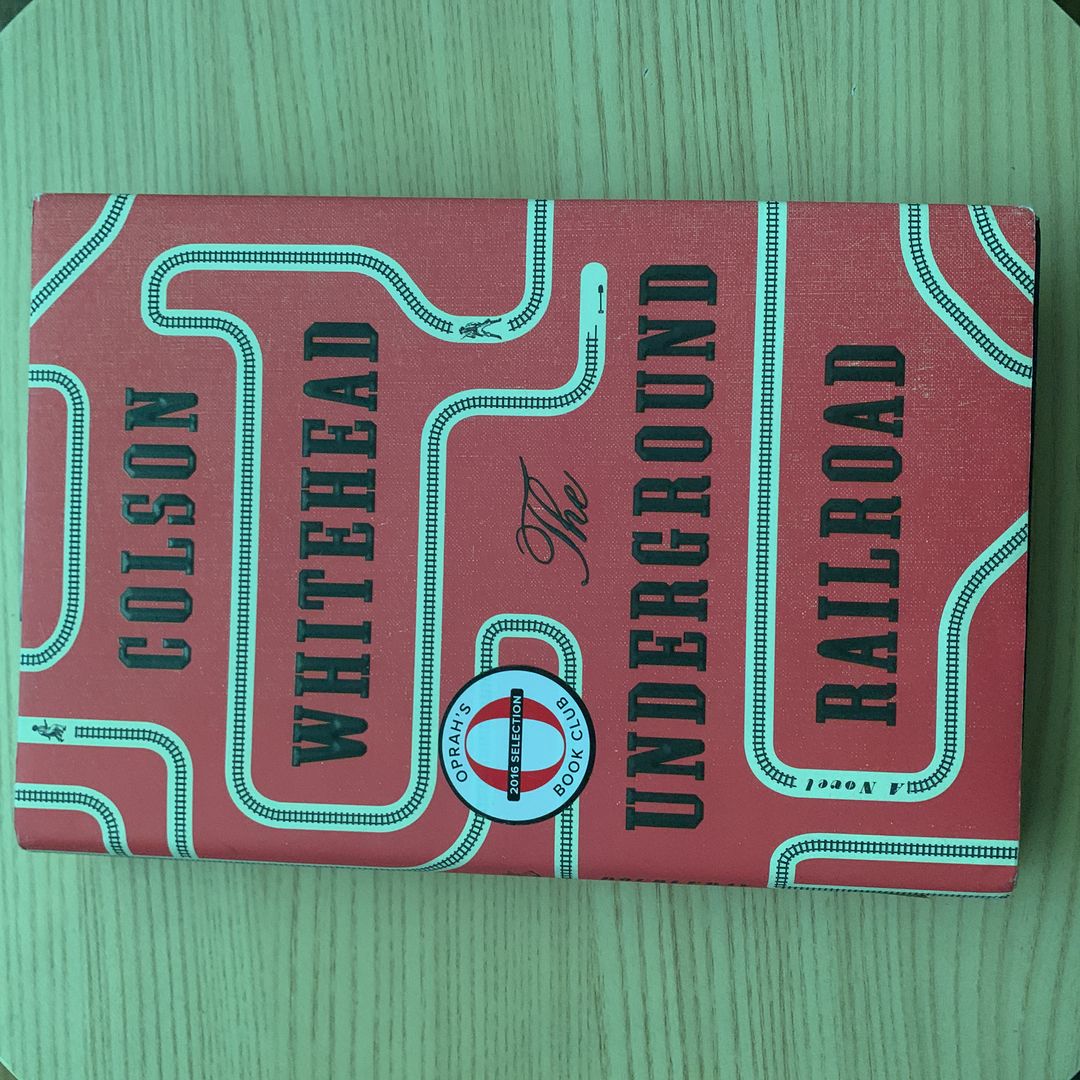 COLSON
WHITEHEAD
The
UNDERGROUND
RAILROAD
A Novel
OPRAH'S
2016 SELECTION
BOOK CLUB